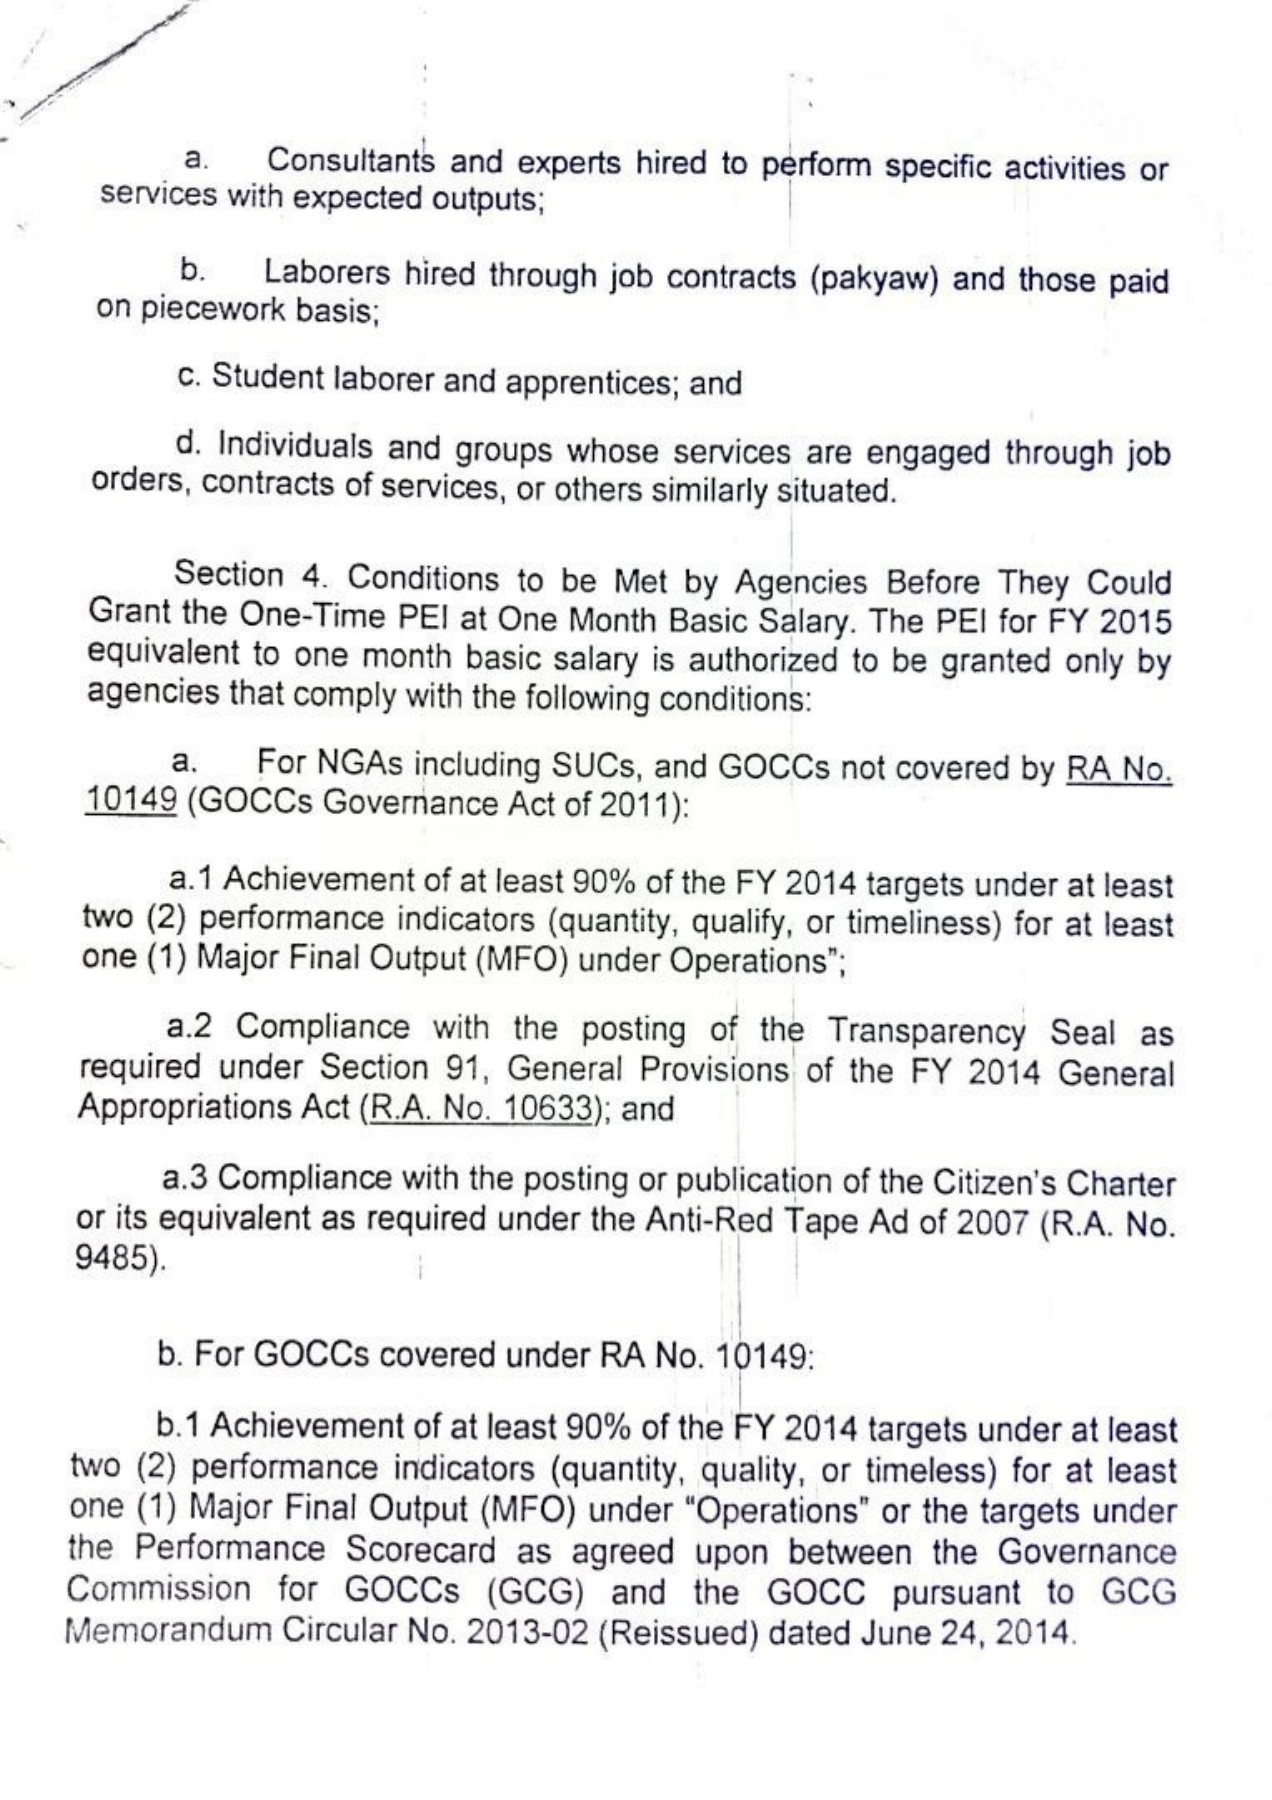 a. Consultants and experts hired to perform specific activities or
services with expected outputs;
b. Laborers hired through job contracts (pakyaw) and those paid
on piecework basis;
c. Student laborer and apprentices; and
d. Individuals and groups whose services are engaged through job
orders, contracts of services, or others similarly situated.
Section 4. Conditions to be Met by Agencies Before They Could
Grant the One-Time PEI at One Month Basic Salary. The PEI for FY 2015
equivalent to one month basic salary is authorized to be granted only by
agencies that comply with the following conditions:
a. For NGAs including SUCs, and GOCCs not covered by RA No.
10149 (GOCCs Governance Act of 2011):
a.1 Achievement of at least 90% of the FY 2014 targets under at least
two (2) performance indicators (quantity, qualify, or timeliness) for at least
one (1) Major Final Output (MFO) under Operations";
a.2 Compliance with the posting of the Transparency Seal as
required under Section 91, General Provisions of the FY 2014 General
Appropriations Act (R.A. No. 10633); and
a.3 Compliance with the posting or publication of the Citizen's Charter
or its equivalent as required under the Anti-Red Tape Ad of 2007 (R.A. No.
9485).
b. For GOCCs covered under RA No. 10149:
b.1 Achievement of at least 90% of the FY 2014 targets under at least
two (2) performance indicators (quantity, quality, or timeless) for at least
one (1) Major Final Output (MFO) under "Operations" or the targets under
the Performance Scorecard as agreed upon between the Governance
Commission for GOCCs (GCG) and the GOCC pursuant to GCG
Memorandum Circular No. 2013-02 (Reissued) dated June 24, 2014.